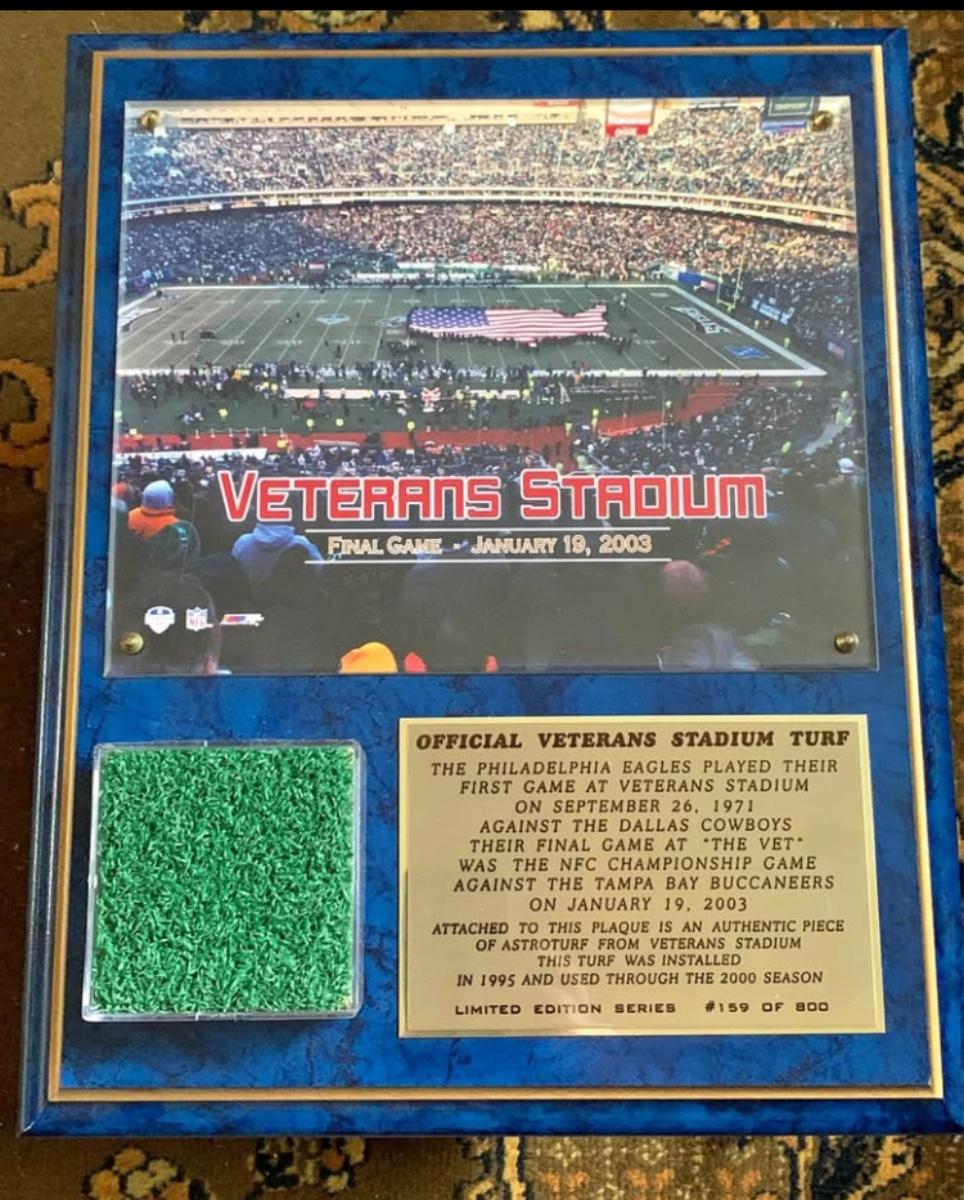 VETERANS STADIUM
FINAL GAME - JANUARY 19, 2003
NFL
OFFICIAL VETERANS STADIUM TURF
THE PHILADELPHIA EAGLES PLAYED THEIR
FIRST GAME AT VETERANS STADIUM
ON SEPTEMBER 26, 1971
AGAINST THE DALLAS COWBOYS
THEIR FINAL GAME AT "THE VET"
WAS THE NFC CHAMPIONSHIP GAME
AGAINST THE TAMPA BAY BUCCANEERS
ON JANUARY 19, 2003
ATTACHED TO THIS PLAQUE IS AN AUTHENTIC PIECE
OF ASTROTURF FROM VETERANS STADIUM
THIS TURF WAS INSTALLED
IN 1995 AND USED THROUGH THE 2000 SEASON
LIMITED EDITION SERIES #159 OF 800